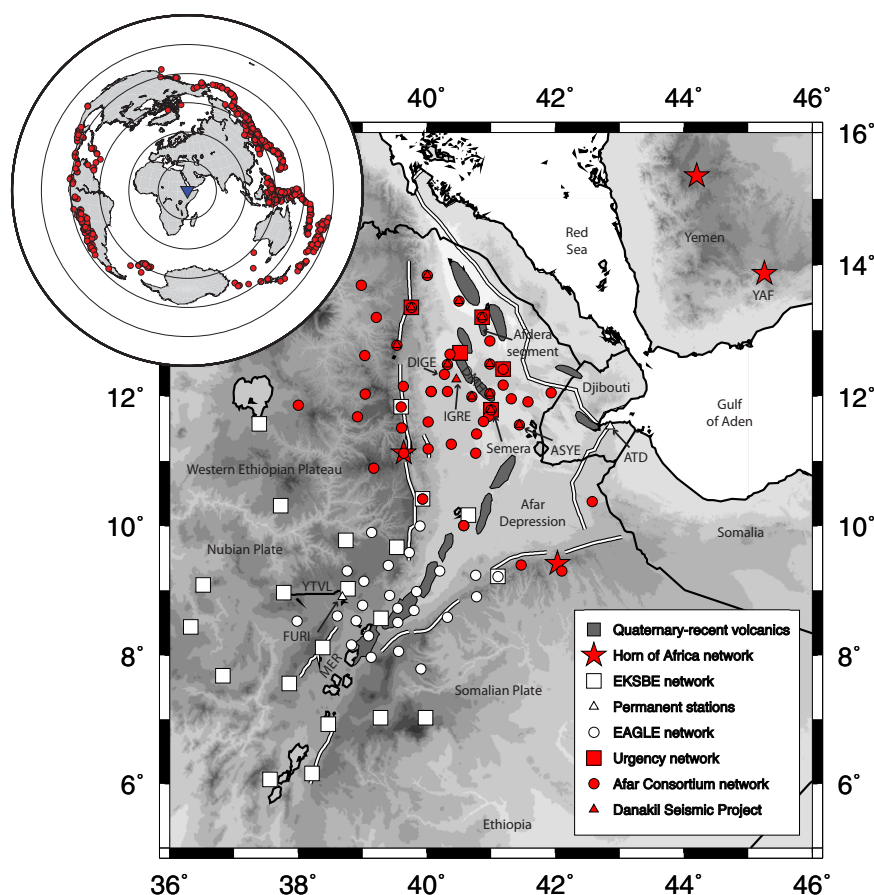 40° 42° 44° 46°
16°
Red
Sea
Yemen
14°
14°
YAF
Afdera
segment
DIGE
12°
Djibouti
12°
IGRE
Gulf
of Aden
Semera
ASYE
ATD
Western Ethiopian Plateau
Afar
Depression
10°
10°
Somalia
Nubian Plate
YTVL
FURI
8°
8°
MER
Somalian Plate
6°
6°
Ethiopia
Quaternary-recent volcanics
Horn of Africa network
EKSBE network
Permanent stations
EAGLE network
Urgency network
Afar Consortium network
Danakil Seismic Project
36° 38° 40° 42° 44° 46°